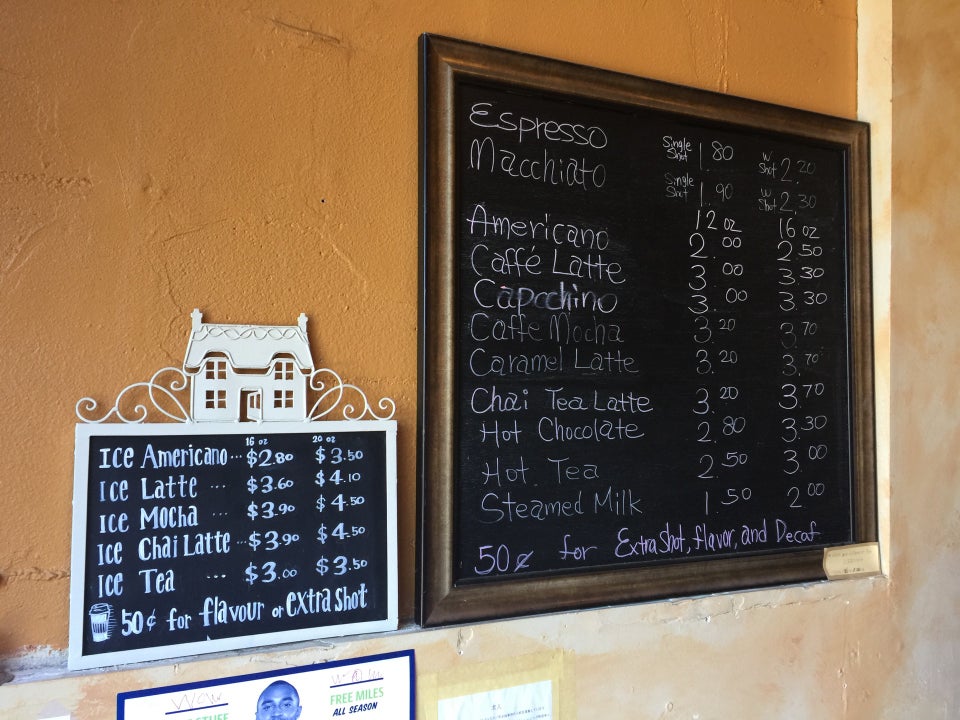 Espresso Single Shot 1.80 W Shot 2.20
Macchiato Single Shot 1.90 W Shot 2.30
12 oz 16 oz
Americano 2.00 2.50
Caffé Latte 3.00 3.30
Capcchino 3.00 3.30
Caffe Mocha 3.20 3.70
Caramel Latte 3.20 3.70
Chai Tea Latte 3.20 3.70
Hot Chocolate 2.80 3.30
Hot. Tea 2.50 3.00
Steamed Milk 1.50 2.00
50¢ for Extra Shot, flavor, and Decaf
16 oz 20 oz
Ice Americano... $2.80 $3.50
Ice Latte ... $3.60 $4.10
Ice Mocha ... $3.90 $4.50
Ice Chai Latte... $3.90 $4.50
Ice Tea ... $3.00 $3.50
50¢ for flavour or extra shot
FREE MILES
ALL SEASON